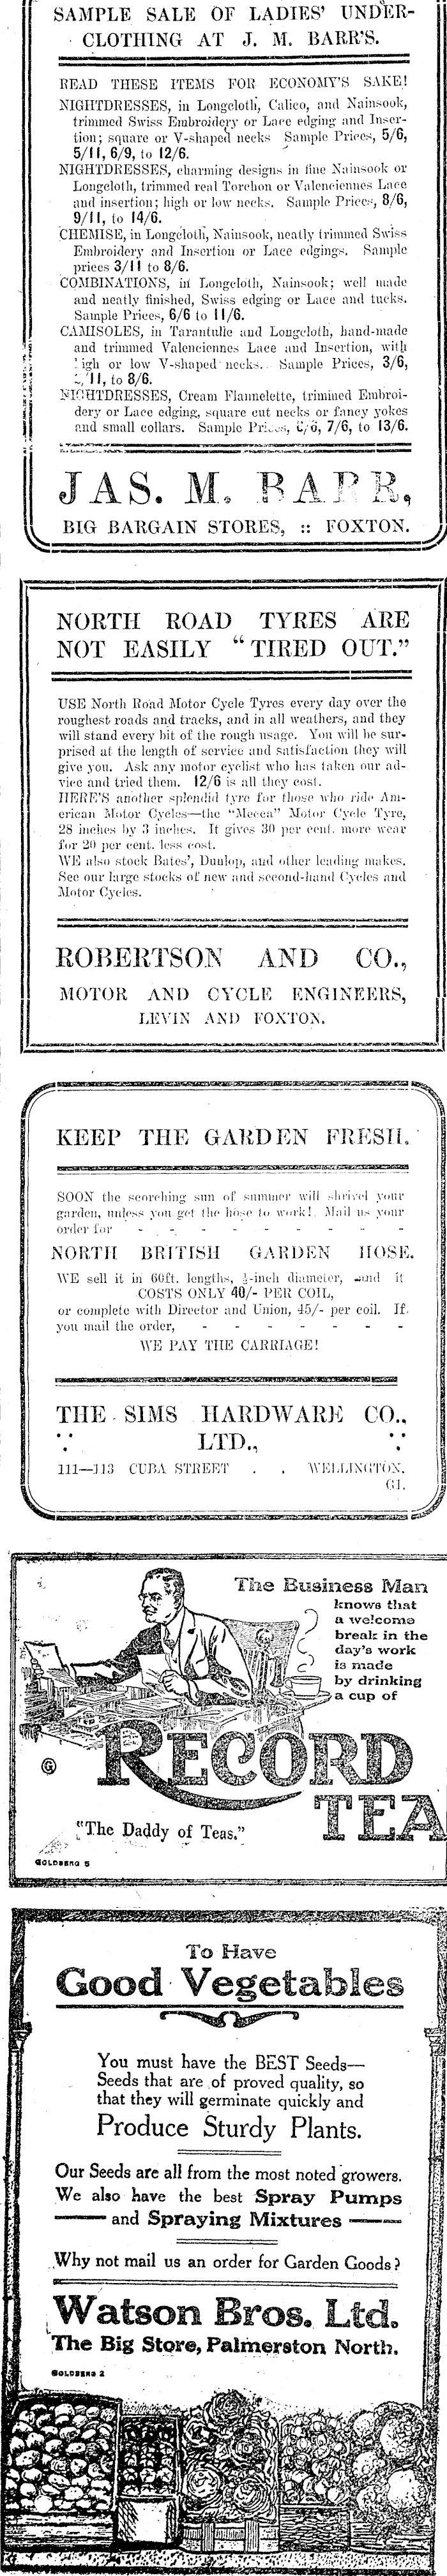 SAMPLE SALE OF LADIES' UNDER-
CLOTHING AT J. M. BARR'S.
READ THESE ITEMS FOR ECONOMY'S SAKE!
NIGHTDRESSES, in Longcloth, Calico, and Nainsook,
trimmed Swiss Embroidery or Lace edging and Inser-
tion; square or V-shaped necks Sample Prices, 5/6,
5/11, 6/9, to 12/6.
NIGHTDRESSES, charming designs in fine Nainsook or
Longcloth, trimmed real Torchon or Valenciennes Lace
and insertion; high or low necks. Sample Prices, 8/6,
9/11, to 14/6.
CHEMISE, in Longcloth, Nainsook, neatly trimmed Swiss
Embroidery and Insertion or Lace edgings. Sample
prices 3/11 to 8/6.
COMBINATIONS, in Longcloth, Nainsook; well made
and neatly finished, Swiss edging or Lace and tucks.
Sample Prices, 6/6 to 11/6.
CAMISOLES, in Tarantulle and Longcloth, hand-made
and trimmed Valenciennes Lace and Insertion, with
high or low V-shaped necks. Sample Prices, 3/6,
to 8/6.
NIGHTDRESSES, Cream Flannelette, trimmed Embroi-
dery or Lace edging, square cut necks or fancy yokes
and small collars. Sample Prices, 7/6, to 13/6.
JAS. M. BARR,
BIG BARGAIN STORES, :: FOXTON.
NORTH ROAD TYRES ARE
NOT EASILY "TIRED OUT."
USE North Road Motor Cycle Tyres every day over the
roughest roads and tracks, and in all weathers, and they
will stand every bit of the rough usage. You will be sur-
prised at the length of service and satisfaction they will
give you. Ask any motor cyclist who has taken our ad-
vice and tried them. 12/6 is all they cost.
HERE'S another splendid tyre for those who ride Am-
erican Motor Cycles—the "Mecca" Motor Cycle Tyre,
28 inches by 3 inches. It gives 30 per cent. more wear
for 20 per cent. less cost.
WE also stock Bates', Dunlop, and other leading makes.
See our large stocks of new and second-hand Cycles and
Motor Cycles.
ROBERTSON AND CO.,
MOTOR AND CYCLE ENGINEERS,
LEVIN AND FOXTON.
KEEP THE GARDEN FRESH.
SOON the scorching sun of summer will shrivel your
garden, unless you get the hose to work! Mail us your
order for - - - - - - - - - -
NORTH BRITISH GARDEN HOSE.
WE sell it in 60ft. lengths, ½-inch diameter, and it
COSTS ONLY 40/- PER COIL,
or complete with Director and Union, 45/- per coil. If
you mail the order, - - - - - - -
WE PAY THE CARRIAGE!
THE SIMS HARDWARE CO.,
LTD.,
111—113 CUBA STREET . . WELLINGTON.
G1.
The Business Man
knows that
a welcome
break in the
day's work
is made
by drinking
a cup of
RECORD
TEA
G
"The Daddy of Teas."
GOLDBERG 5
To Have
Good Vegetables
You must have the BEST Seeds—
Seeds that are of proved quality, so
that they will germinate quickly and
Produce Sturdy Plants.
Our Seeds are all from the most noted growers.
We also have the best Spray Pumps
and Spraying Mixtures
Why not mail us an order for Garden Goods?
Watson Bros. Ltd.
The Big Store, Palmerston North.
GOLDBERG 2